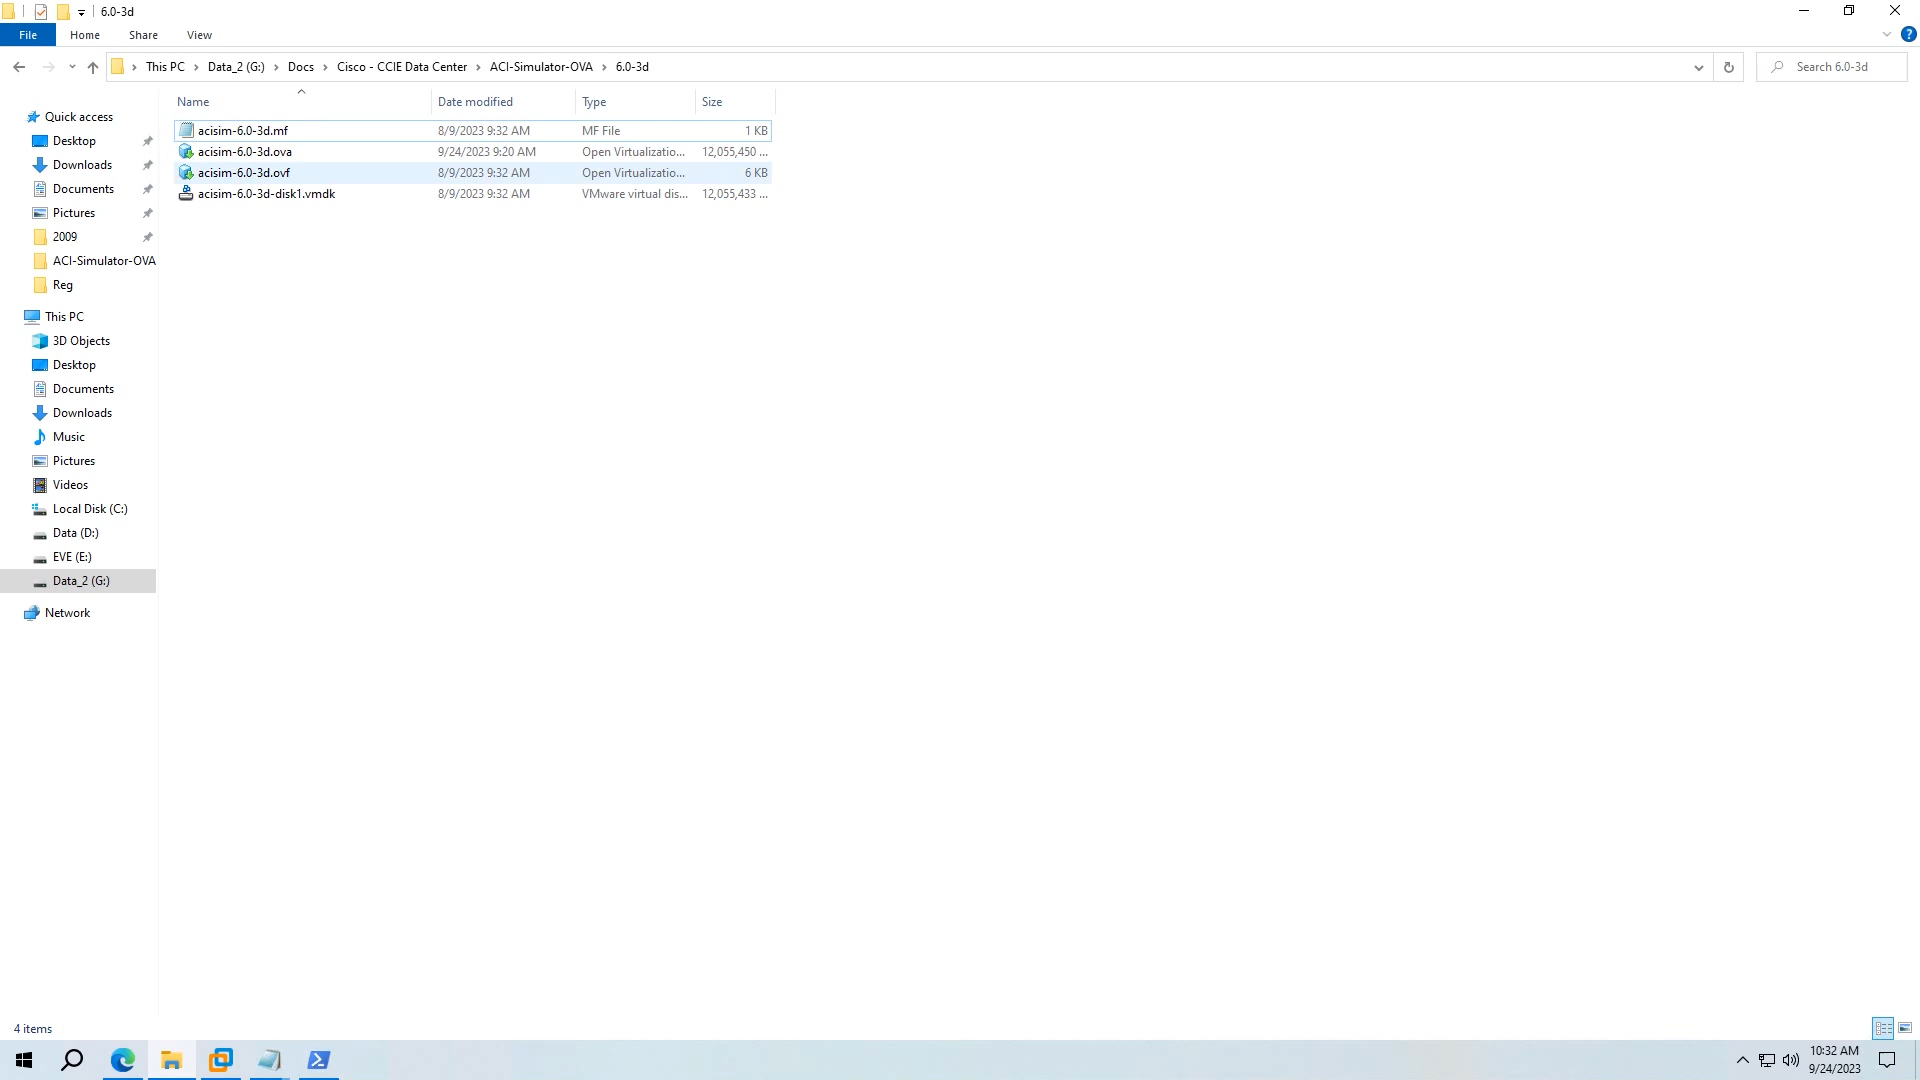 6.0-3d
File Home Share View
This PC Data_2 (G:) Docs Cisco - CCIE Data Center ACI-Simulator-OVA 6.0-3d
Search 6.0-3d
Name Date modified Type Size
acisim-6.0-3d.mf 8/9/2023 9:32 AM MF File 1 KB
acisim-6.0-3d.ova 9/24/2023 9:20 AM Open Virtualizatio... 12,055,450 ...
acisim-6.0-3d.ovf 8/9/2023 9:32 AM Open Virtualizatio... 6 KB
acisim-6.0-3d-disk1.vmdk 8/9/2023 9:32 AM VMware virtual dis... 12,055,433 ...
Quick access
Desktop
Downloads
Documents
Pictures
2009
ACI-Simulator-OVA
Reg
This PC
3D Objects
Desktop
Documents
Downloads
Music
Pictures
Videos
Local Disk (C:)
Data (D:)
EVE (E:)
Data_2 (G:)
Network
4 items
10:32 AM
9/24/2023